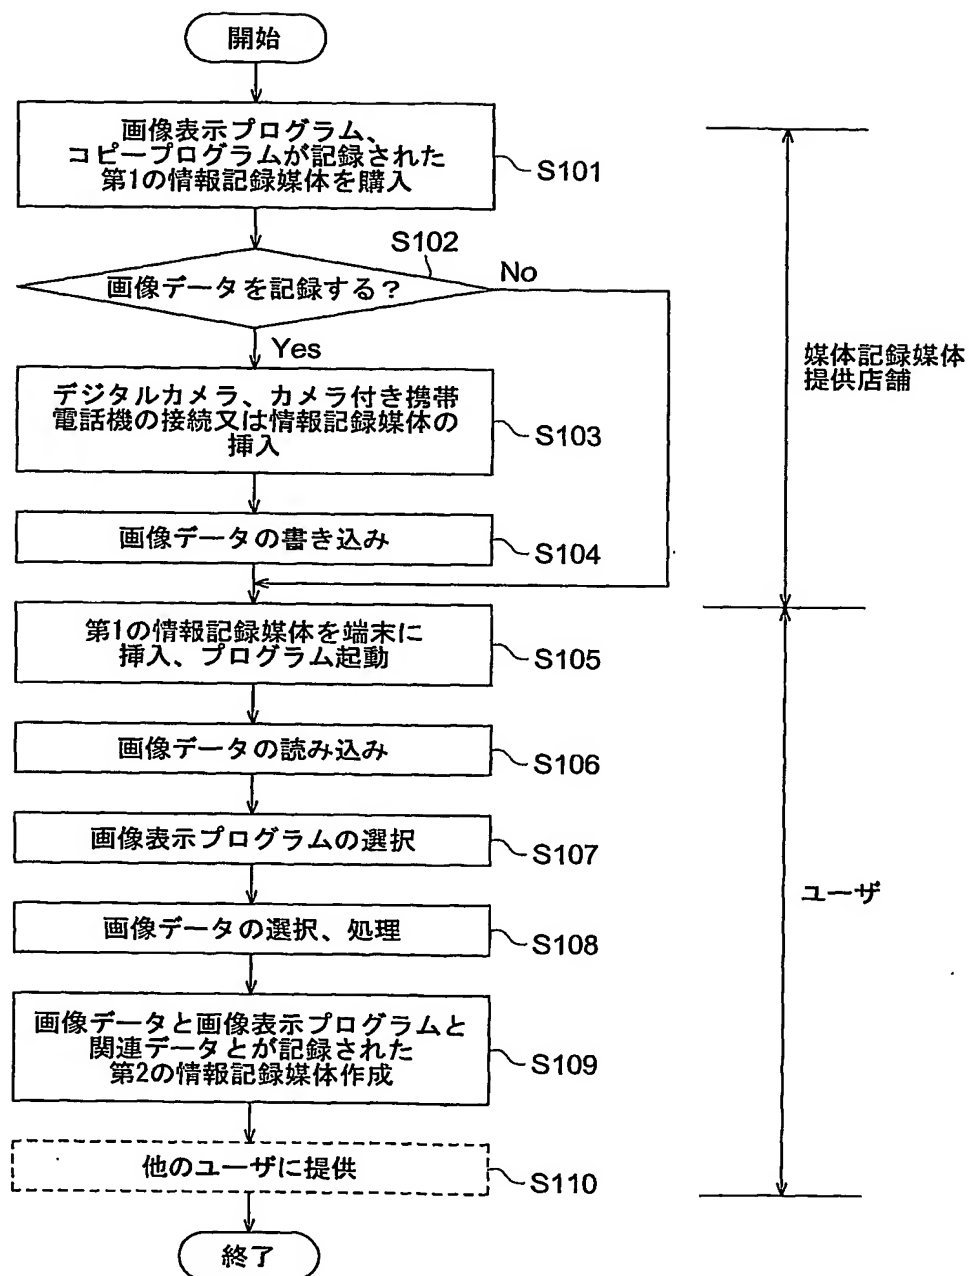 開始
画像表示プログラム、
コピープログラムが記録された
第1の情報記録媒体を購入
S101
S102
画像データを記録する?
No
Yes
デジタルカメラ、カメラ付き携帯
電話機の接続又は情報記録媒体の
挿入
S103
画像データの書き込み
S104
媒体記録媒体
提供店舗
第1の情報記録媒体を端末に
挿入、プログラム起動
S105
画像データの読み込み
S106
画像表示プログラムの選択
S107
画像データの選択、処理
S108
ユーザ
画像データと画像表示プログラムと
関連データとが記録された
第2の情報記録媒体作成
S109
他のユーザに提供
S110
終了